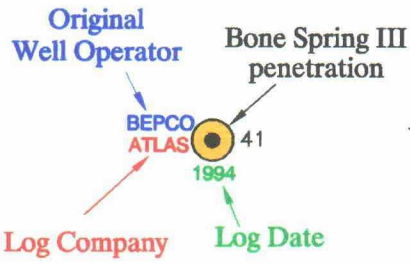 Original
Well Operator
Bone Spring III
penetration
BEPCO
ATLAS
41
1994
Log Company
Log Date